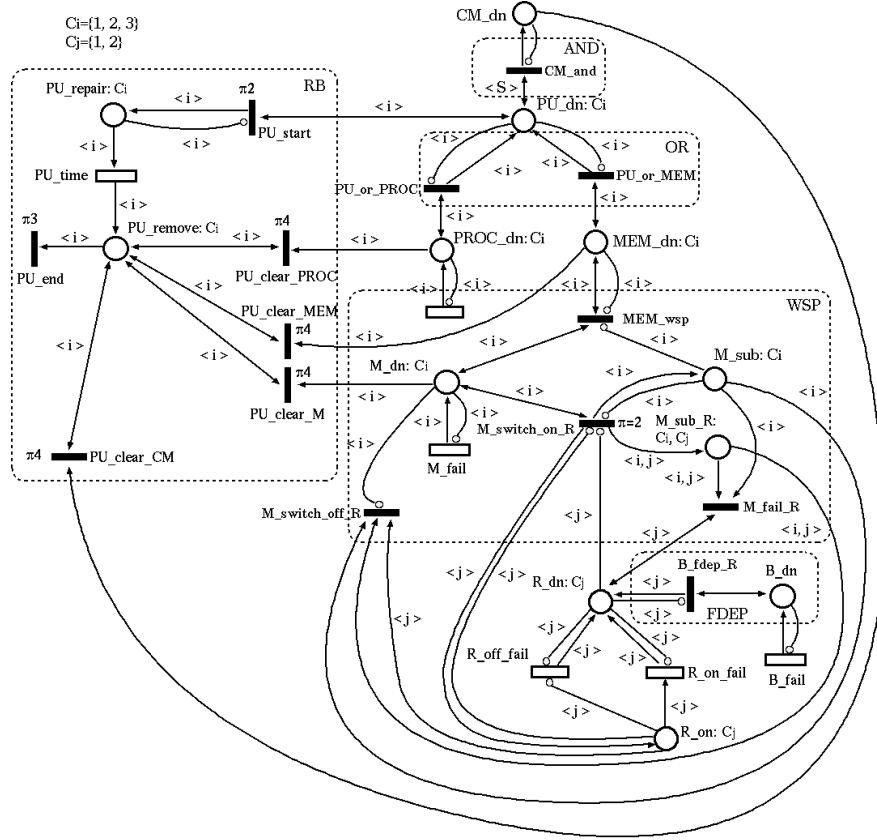 Ci={1, 2, 3}
Cj={1, 2}
CM_dn
AND
CM_and
<S>
PU_dn: Ci
RB
PU_repair: Ci
<i>
π2
<i>
PU_start
<i>
<i>
PU_time
<i>
OR
<i>
<i>
<i>
<i>
PU_or_PROC
PU_or_MEM
<i>
<i>
π3
<i>
PU_remove: Ci
<i>
π4
PU_end
PU_clear_PROC
PROC_dn: Ci
MEM_dn: Ci
<i>
<i>
<i>
<i>
<i>
PU_clear_MEM
π4
MEM_wsp
WSP
<i>
<i>
<i>
<i>
<i>
π4
PU_clear_M
M_dn: Ci
M_sub: Ci
<i>
<i>
<i>
<i>
<i>
<i>
<i>
M_switch_on_R
π=2
M_sub_R:
Ci, Cj
M_fail
<i>
π4
PU_clear_CM
<i,j>
<i,j>
M_switch_off_R
M_fail_R
<j>
<j>
<i,j>
<j>
<j>
R_dn: Cj
<j>
<j>
B_fdep_R
B_dn
FDEP
<j>
<j>
<j>
<j>
<j>
R_off_fail
R_on_fail
B_fail
<j>
<j>
R_on: Cj